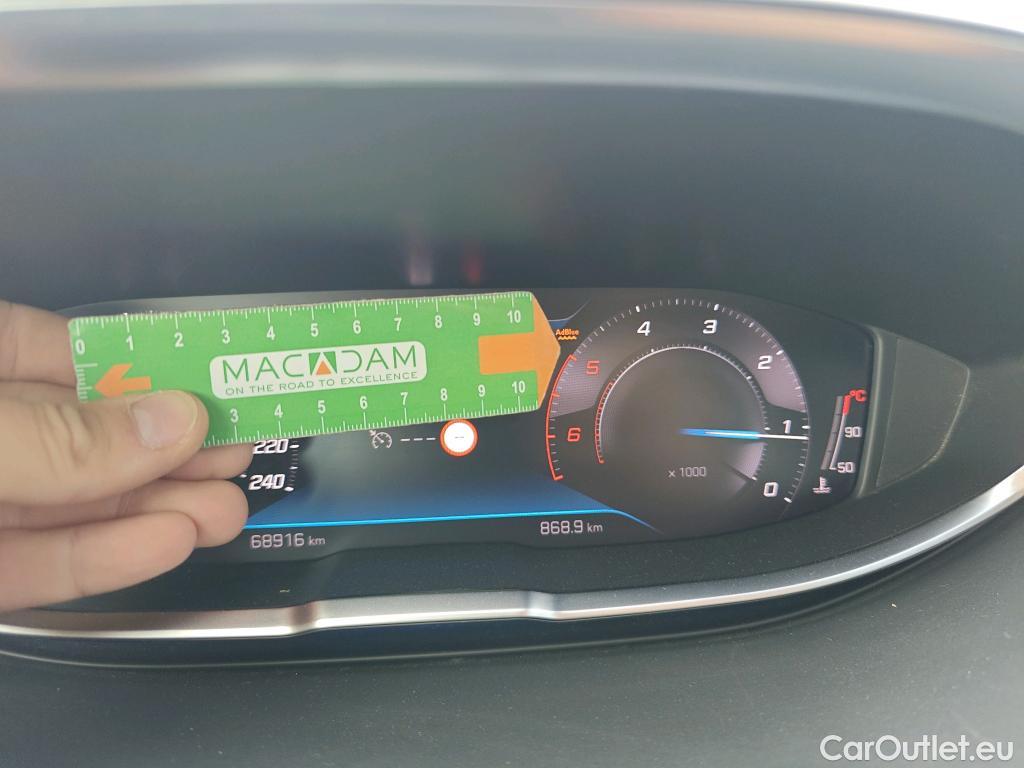 0 1 2 3 4 5 6 7 8 9 10
MACADAM
ON THE ROAD TO EXCELLENCE
3 4 5 6 7 8 9 10
AdBlue
4 3
5 2
6 1
0
x 1000
°C
90
50
220
240
68916 km
868.9 km
CarOutlet.eu